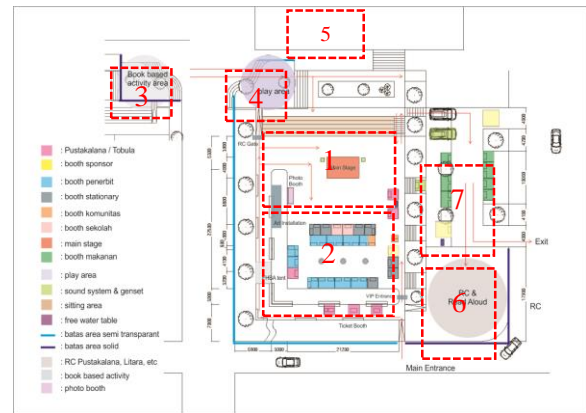 5
Book based
activity area
3
play area
4
RC Gate
1
Main Stage
Photo
Booth
7
Art Installation
2
Exit
VIP Entrance
RC &
Read Aloud
6
RC
Ticket Booth
Main Entrance
: Pustakalana / Tobula
: booth sponsor
: booth penerbit
: booth stationary
: booth komunitas
: booth sekolah
: main stage
: booth makanan
: play area
: sound system & genset
: sitting area
: free water table
: batas area semi transparant
: batas area solid
: RC Pustakalana, Litara, etc
: book based activity
: photo booth